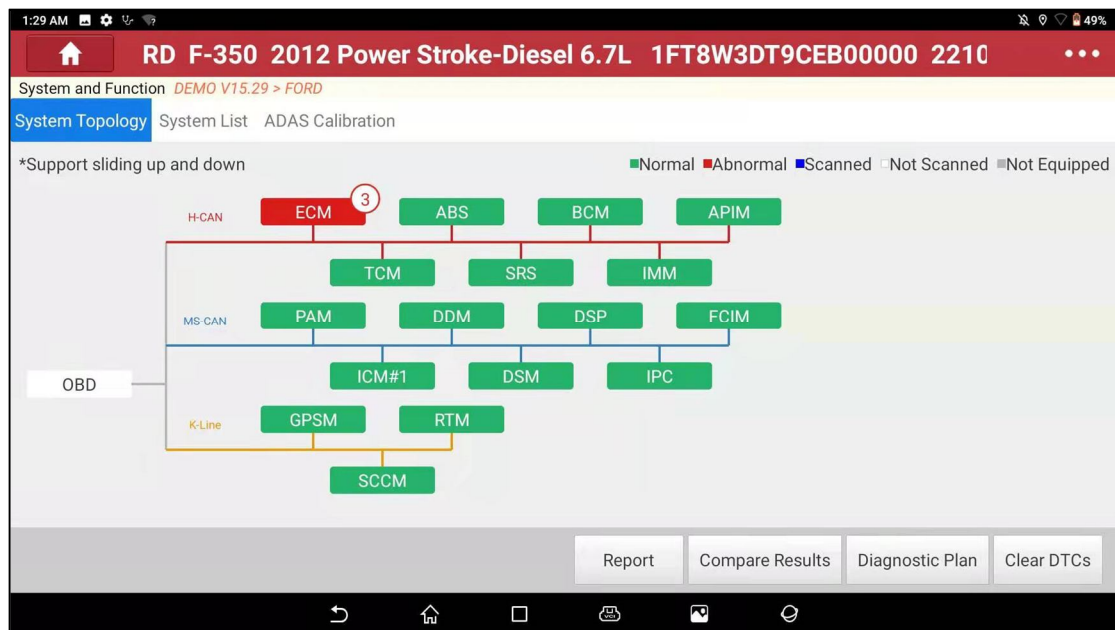 1:29 AM 49%
RD F-350 2012 Power Stroke-Diesel 6.7L 1FT8W3DT9CEB00000 2210
System and Function DEMO V15.29 > FORD
System Topology System List ADAS Calibration
*Support sliding up and down Normal Abnormal Scanned Not Scanned Not Equipped
H-CAN ECM 3 ABS BCM APIM
TCM SRS IMM
MS-CAN PAM DDM DSP FCIM
ICM#1 DSM IPC
OBD
K-Line GPSM RTM
SCCM
Report Compare Results Diagnostic Plan Clear DTCs
VCI